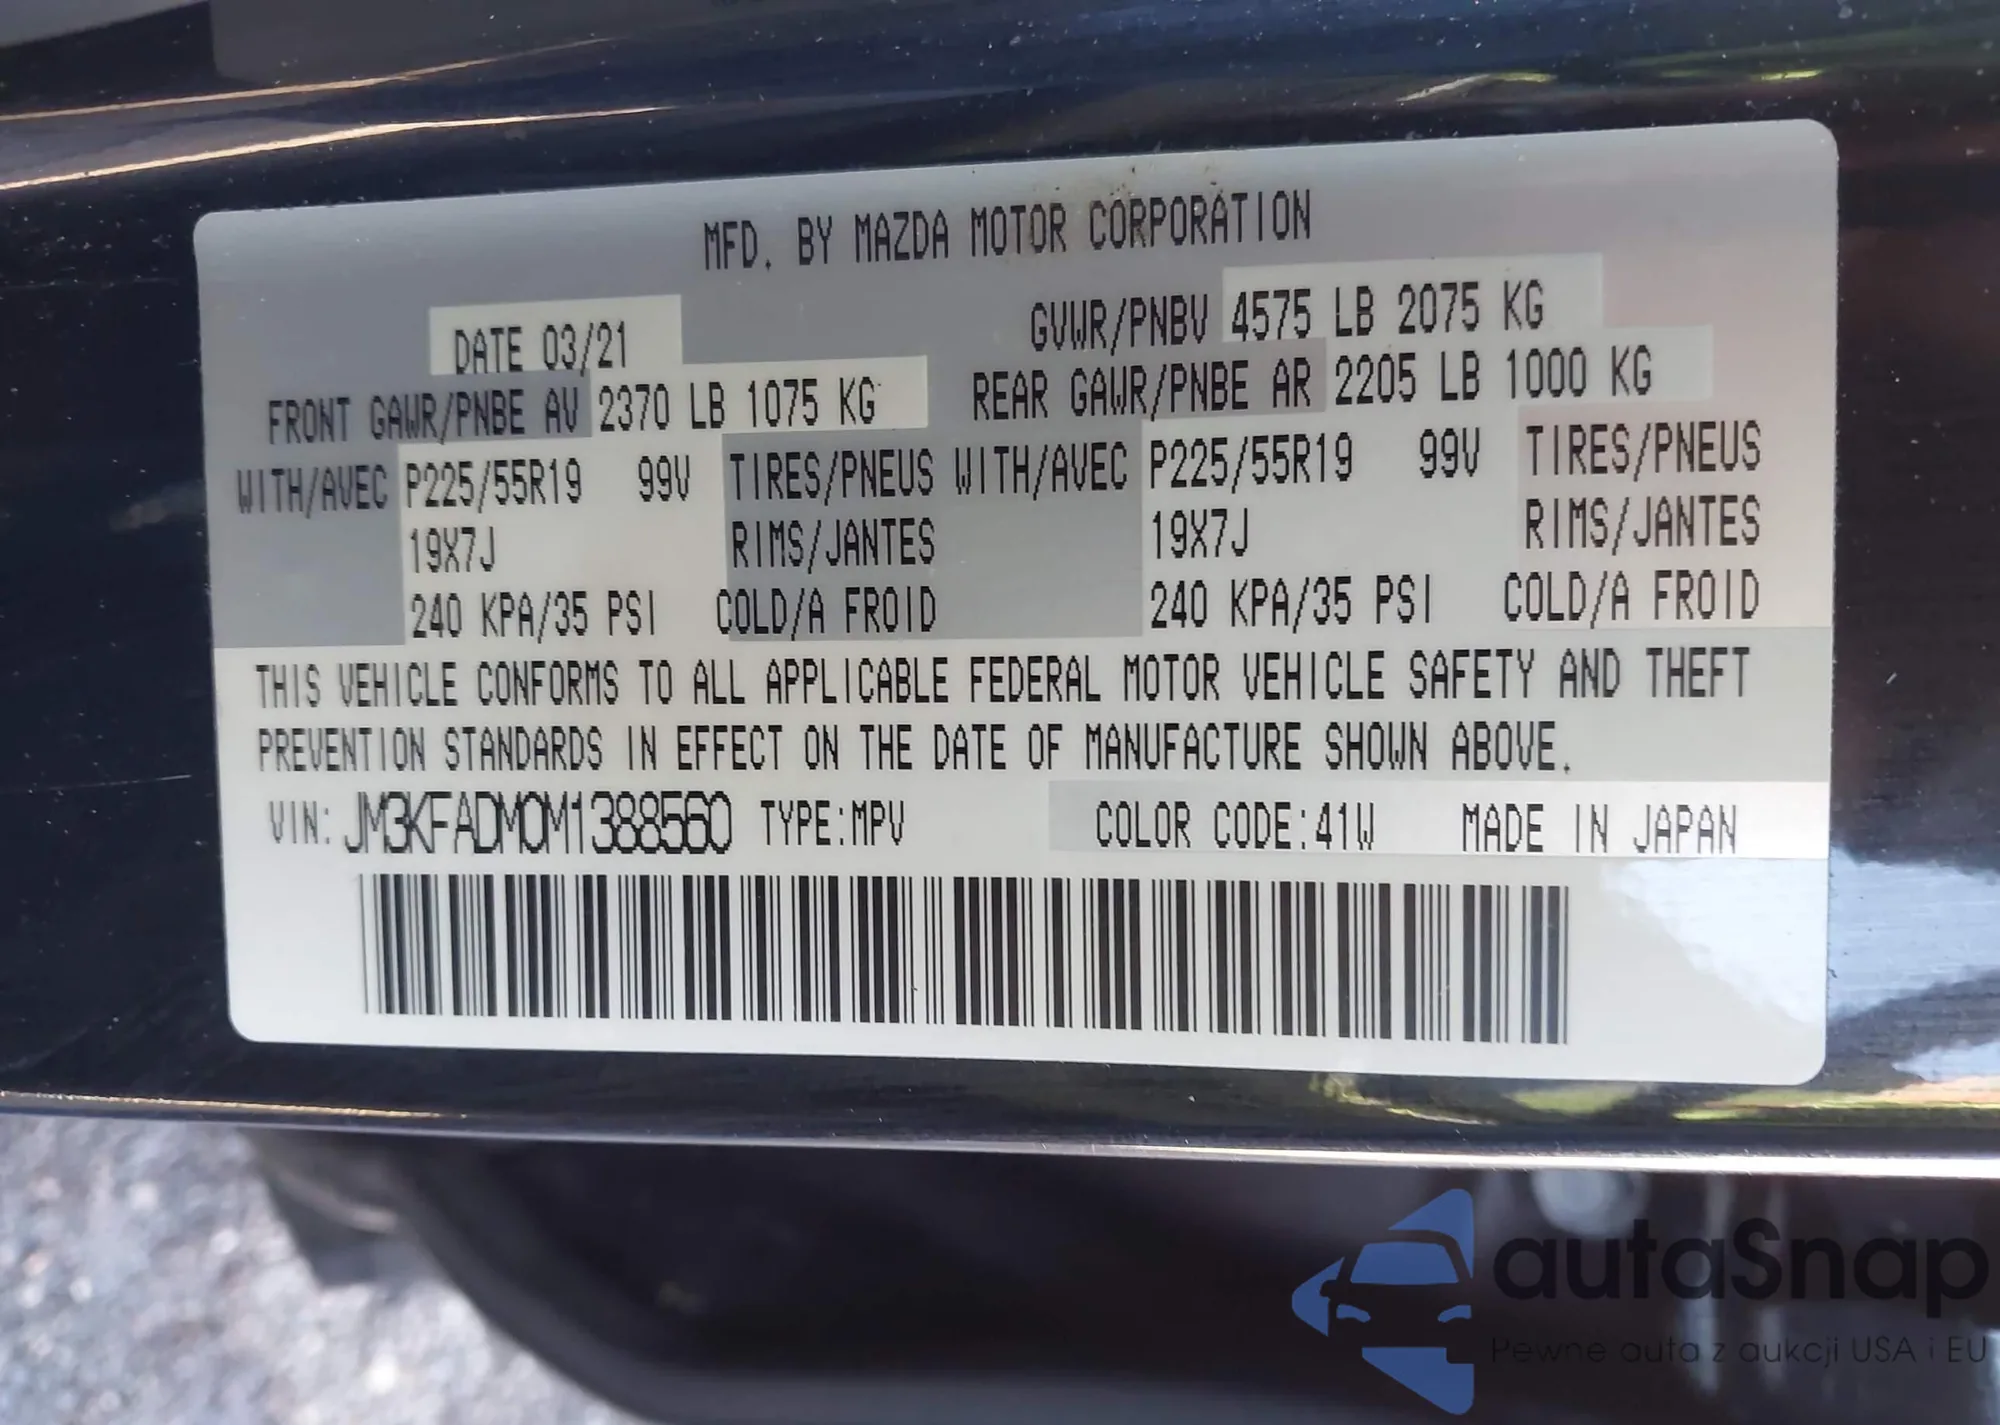 MFD. BY MAZDA MOTOR CORPORATION
DATE 03/21 GVWR/PNBV 4575 LB 2075 KG
FRONT GAWR/PNBE AV 2370 LB 1075 KG REAR GAWR/PNBE AR 2205 LB 1000 KG
WITH/AVEC P225/55R19 99V TIRES/PNEUS WITH/AVEC P225/55R19 99V TIRES/PNEUS
19X7J RIMS/JANTES 19X7J RIMS/JANTES
240 KPA/35 PSI COLD/A FROID 240 KPA/35 PSI COLD/A FROID
THIS VEHICLE CONFORMS TO ALL APPLICABLE FEDERAL MOTOR VEHICLE SAFETY AND THEFT
PREVENTION STANDARDS IN EFFECT ON THE DATE OF MANUFACTURE SHOWN ABOVE.
VIN: JM3KFADM0M1388560 TYPE:MPV COLOR CODE:41W MADE IN JAPAN
autaSnap
Pewne auta z aukcji USA i EU